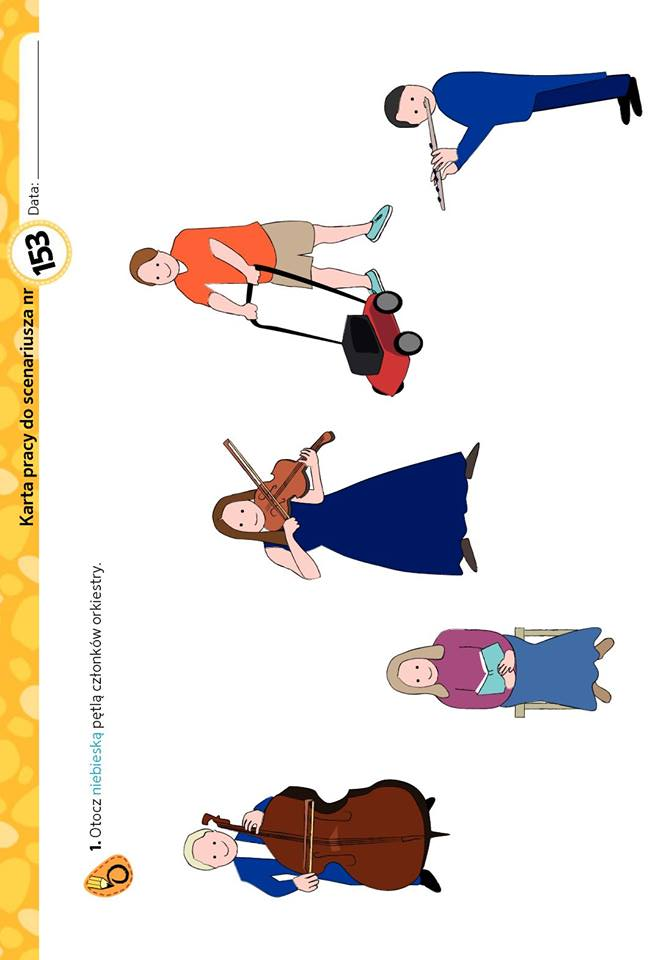 Karta pracy do scenariusza nr 153
Data:
1. Otocz niebieską pętlą członków orkiestry.